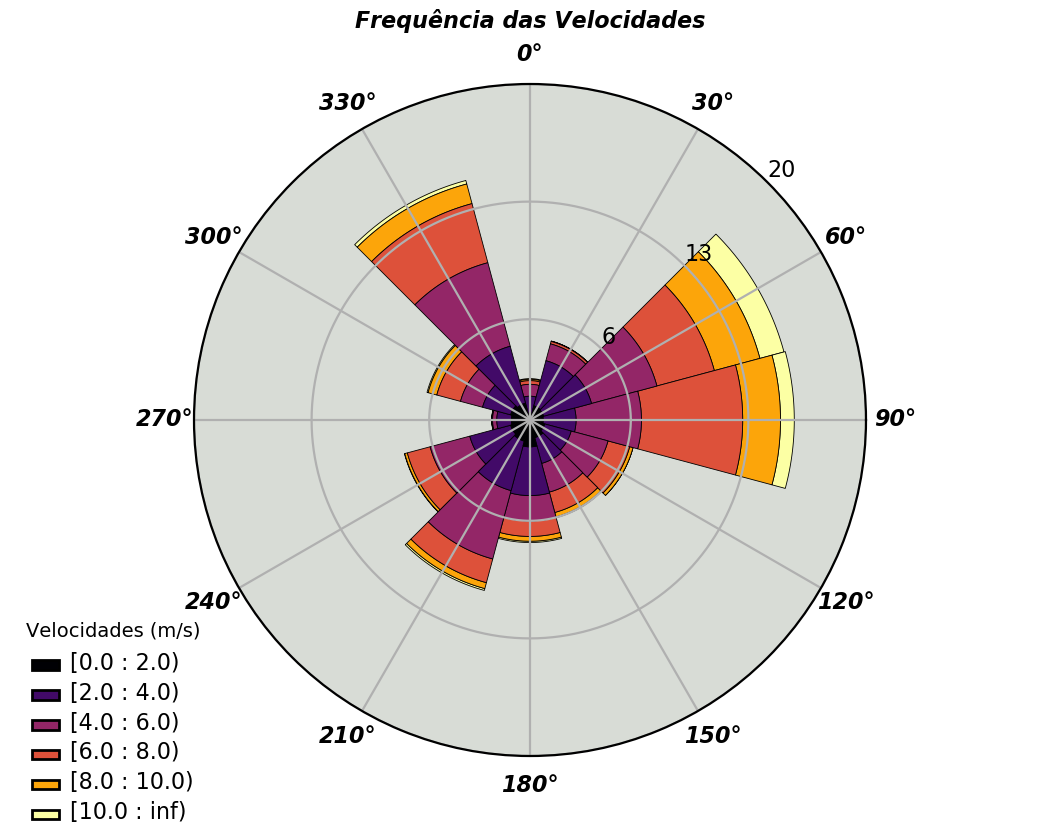 Frequência das Velocidades
0°
330°
30°
20
300°
60°
13
6
270°
90°
240°
120°
210°
150°
180°
Velocidades (m/s)
[0.0 : 2.0)
[2.0 : 4.0)
[4.0 : 6.0)
[6.0 : 8.0)
[8.0 : 10.0)
[10.0 : inf)